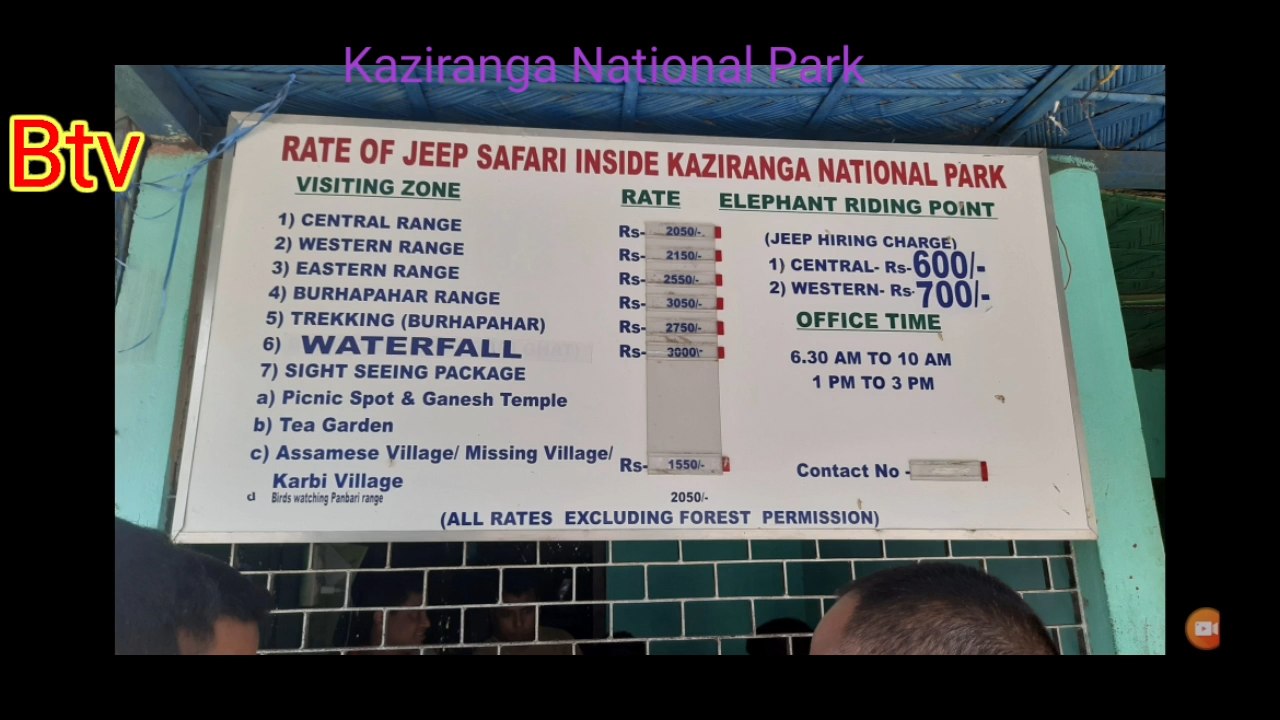 Kaziranga National Park
Btv
RATE OF JEEP SAFARI INSIDE KAZIRANGA NATIONAL PARK
VISITING ZONE RATE
1) CENTRAL RANGE Rs- 2050/-
2) WESTERN RANGE Rs- 2150/-
3) EASTERN RANGE Rs- 2550/-
4) BURHAPAHAR RANGE Rs- 3050/-
5) TREKKING (BURHAPAHAR) Rs- 2750/-
6) WATERFALL Rs- 3000\-
7) SIGHT SEEING PACKAGE
a) Picnic Spot & Ganesh Temple
b) Tea Garden
c) Assamese Village/ Missing Village/ Rs- 1550/-
Karbi Village
d Birds watching Panbari range 2050/-
ELEPHANT RIDING POINT
(JEEP HIRING CHARGE)
1) CENTRAL- Rs-600/-
2) WESTERN- Rs-700/-
OFFICE TIME
6.30 AM TO 10 AM
1 PM TO 3 PM
Contact No -
(ALL RATES EXCLUDING FOREST PERMISSION)